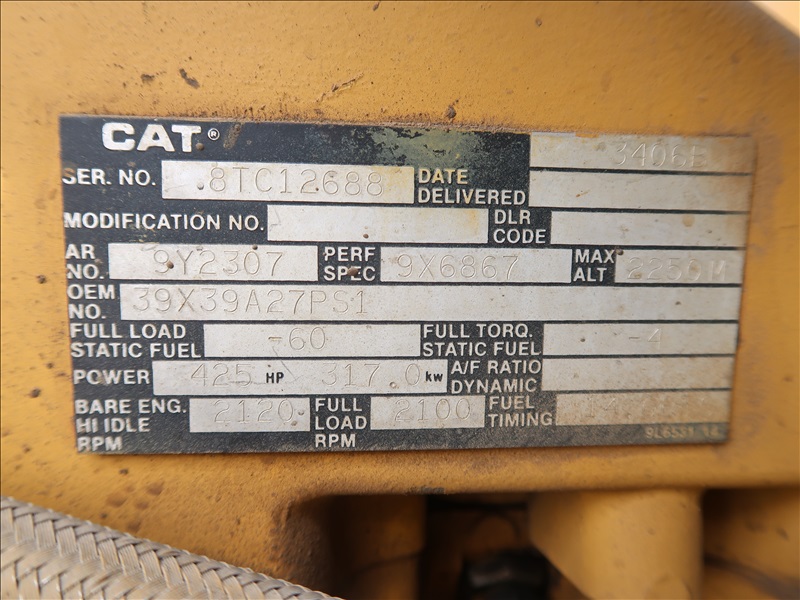 CAT® 3406B
SER. NO. 8TC12688 DATE DELIVERED
MODIFICATION NO. DLR CODE
AR NO. 9Y2307 PERF SPEC 9X6867 MAX ALT 2250M
OEM NO. 39X39A27PS1
FULL LOAD STATIC FUEL -60 FULL TORQ. STATIC FUEL -4
POWER 425 HP 317.0 kw A/F RATIO DYNAMIC
BARE ENG. HI IDLE RPM 2120 FULL LOAD RPM 2100 FUEL TIMING